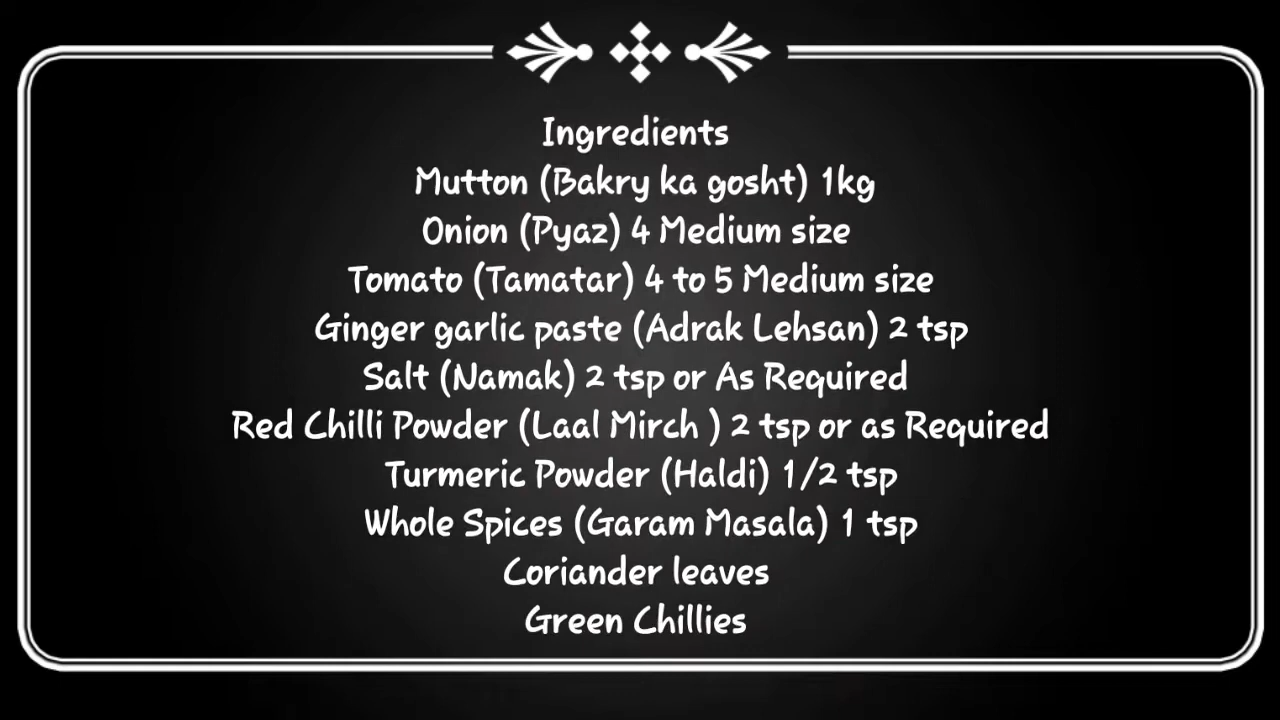 Ingredients
Mutton (Bakry ka gosht) 1kg
Onion (Pyaz) 4 Medium size
Tomato (Tamatar) 4 to 5 Medium size
Ginger garlic paste (Adrak Lehsan) 2 tsp
Salt (Namak) 2 tsp or As Required
Red Chilli Powder (Laal Mirch ) 2 tsp or as Required
Turmeric Powder (Haldi) 1/2 tsp
Whole Spices (Garam Masala) 1 tsp
Coriander leaves
Green Chillies